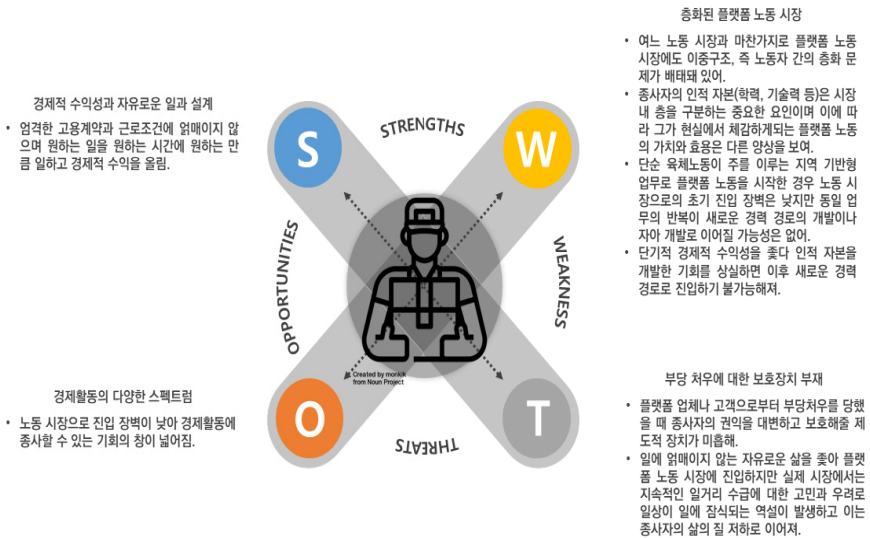 경제적 수익성과 자유로운 일과 설계
• 엄격한 고용계약과 근로조건에 얽매이지 않
으며 원하는 일을 원하는 시간에 원하는 만
큼 일하고 경제적 수익을 올림.
S
STRENGTHS
W
WEAKNESS
OPPORTUNITIES
O
THREATS
T
Created by monkik
from Noun Project
층화된 플랫폼 노동 시장
• 여느 노동 시장과 마찬가지로 플랫폼 노동
시장에도 이중구조, 즉 노동자 간의 층화 문
제가 배태돼 있어.
• 종사자의 인적 자본(학력, 기술력 등)은 시장
내 층을 구분하는 중요한 요인이며 이에 따
라 그가 현실에서 체감하게되는 플랫폼 노동
의 가치와 효용은 다른 양상을 보여.
• 단순 육체노동이 주를 이루는 지역 기반형
업무로 플랫폼 노동을 시작한 경우 노동 시
장으로의 초기 진입 장벽은 낮지만 동일 업
무의 반복이 새로운 경력 경로의 개발이나
자아 개발로 이어질 가능성은 없어.
• 단기적 경제적 수익성을 좇다 인적 자본을
개발한 기회를 상실하면 이후 새로운 경력
경로로 진입하기 불가능해져.
경제활동의 다양한 스펙트럼
• 노동 시장으로 진입 장벽이 낮아 경제활동에
종사할 수 있는 기회의 창이 넓어짐.
부당 처우에 대한 보호장치 부재
• 플랫폼 업체나 고객으로부터 부당처우를 당했
을 때 종사자의 권익을 대변하고 보호해줄 제
도적 장치가 미흡해.
• 일에 얽매이지 않는 자유로운 삶을 좇아 플랫
폼 노동 시장에 진입하지만 실제 시장에서는
지속적인 일거리 수급에 대한 고민과 우려로
일상이 일에 잠식되는 역설이 발생하고 이는
종사자의 삶의 질 저하로 이어져.